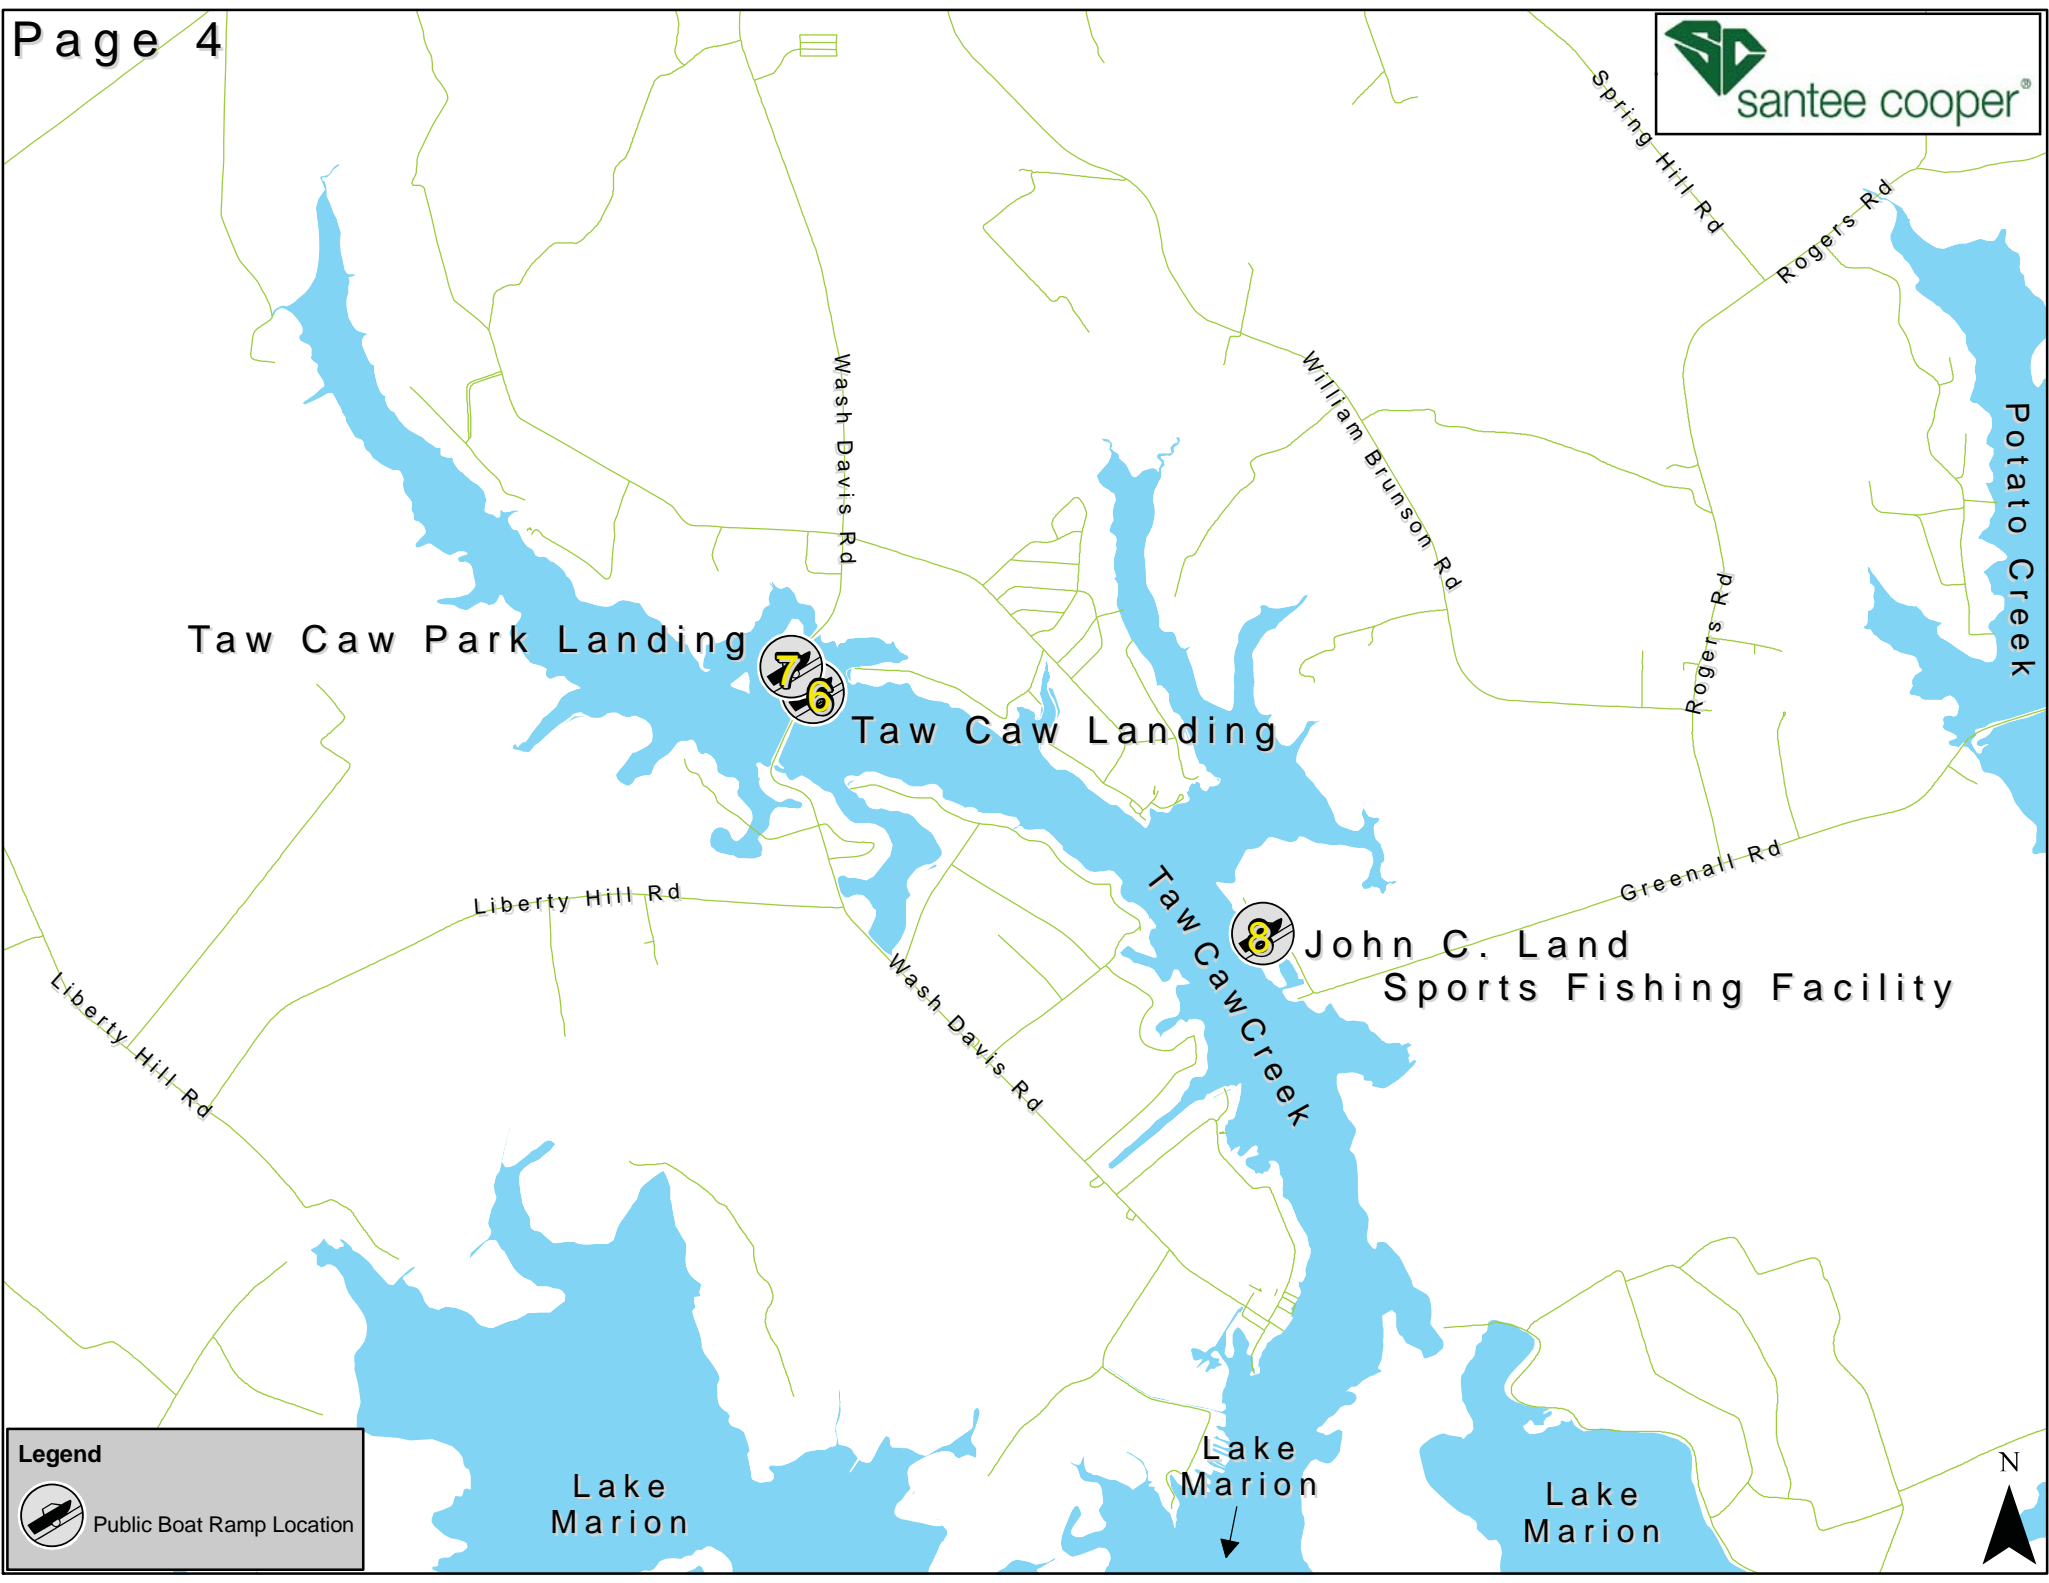 Page 4
santee cooper®
Spring Hill Rd
Rogers Rd
Wash Davis Rd
William Brunson Rd
Potato Creek
Rogers Rd
Taw Caw Park Landing
7
6
Taw Caw Landing
Greenall Rd
Liberty Hill Rd
Taw Caw Creek
8
John C. Land
Sports Fishing Facility
Wash Davis Rd
Liberty Hill Rd
Lake
Marion
Lake
Marion
Lake
Marion
N
Legend
Public Boat Ramp Location